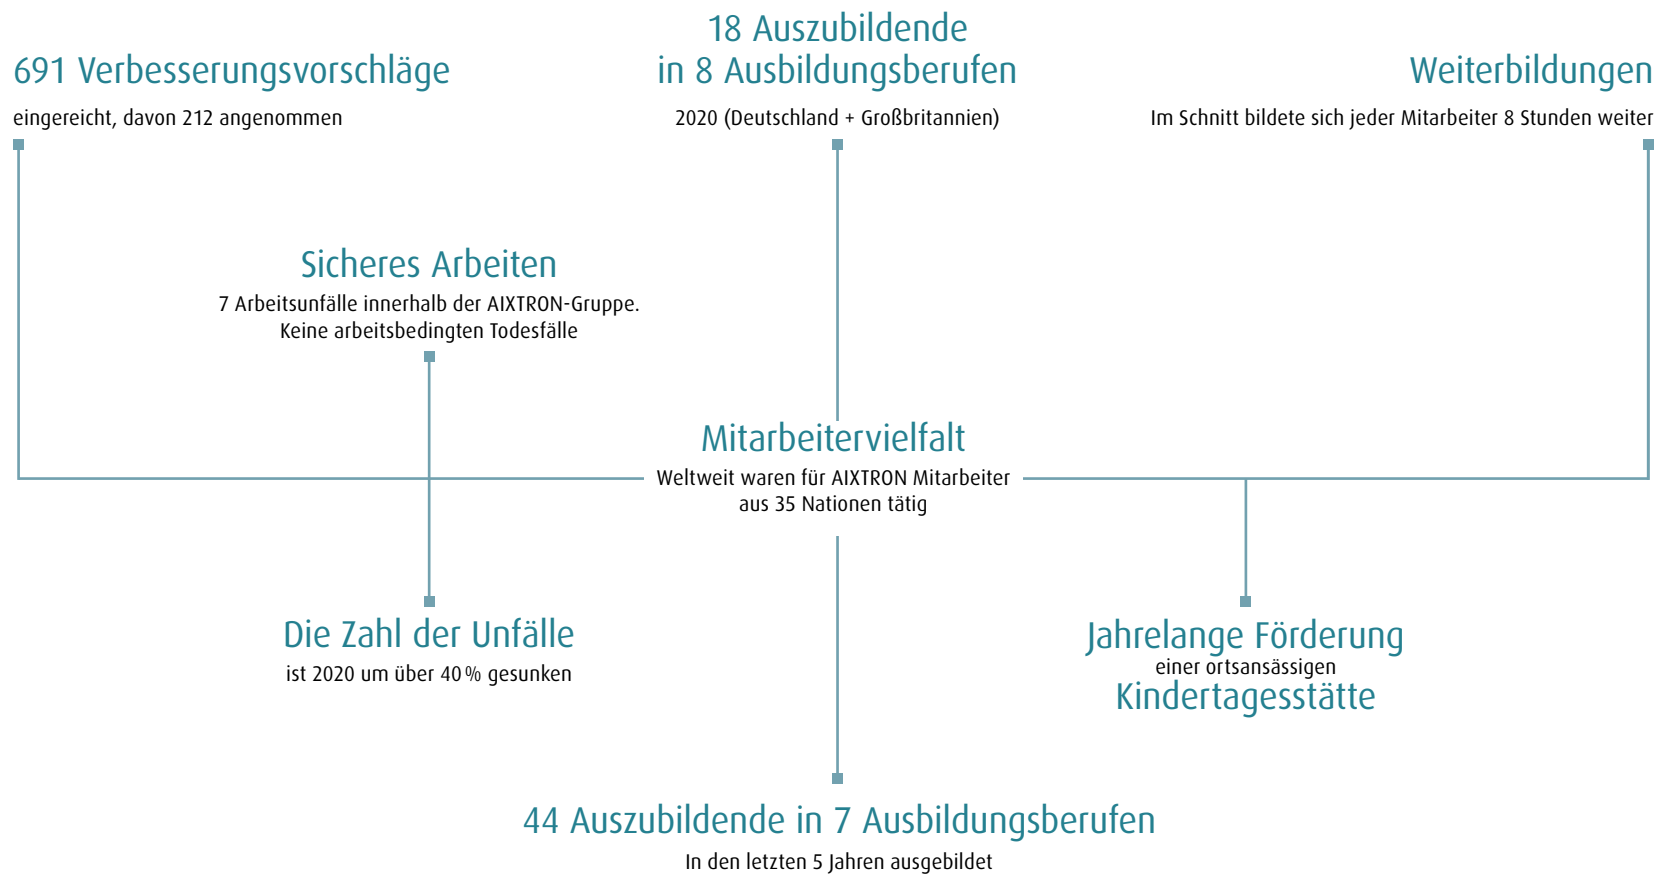 691 Verbesserungsvorschläge
eingereicht, davon 212 angenommen
18 Auszubildende
in 8 Ausbildungsberufen
2020 (Deutschland + Großbritannien)
Weiterbildungen
Im Schnitt bildete sich jeder Mitarbeiter 8 Stunden weiter
Sicheres Arbeiten
7 Arbeitsunfälle innerhalb der AIXTRON-Gruppe.
Keine arbeitsbedingten Todesfälle
Mitarbeitervielfalt
Weltweit waren für AIXTRON Mitarbeiter
aus 35 Nationen tätig
Die Zahl der Unfälle
ist 2020 um über 40 % gesunken
Jahrelange Förderung
einer ortsansässigen
Kindertagesstätte
44 Auszubildende in 7 Ausbildungsberufen
In den letzten 5 Jahren ausgebildet